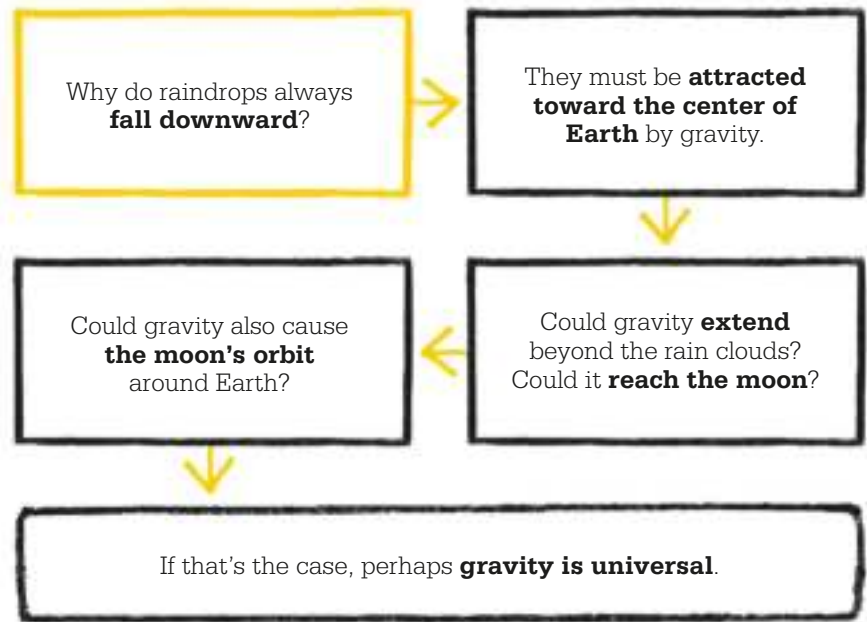 Why do raindrops always
fall downward?
They must be attracted
toward the center of
Earth by gravity.
Could gravity extend
beyond the rain clouds?
Could it reach the moon?
Could gravity also cause
the moon’s orbit
around Earth?
If that’s the case, perhaps gravity is universal.